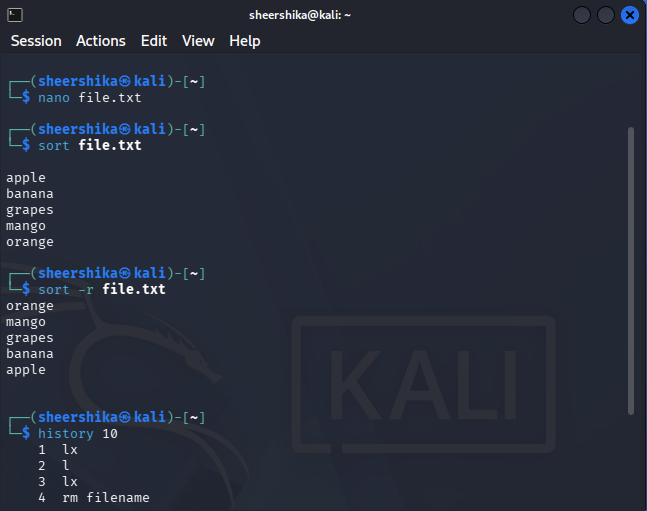 sheershika@kali: ~
Session Actions Edit View Help
┌──(sheershika㉿kali)-[~]
└─$ nano file.txt
┌──(sheershika㉿kali)-[~]
└─$ sort file.txt
apple
banana
grapes
mango
orange
┌──(sheershika㉿kali)-[~]
└─$ sort -r file.txt
orange
mango
grapes
banana
apple
┌──(sheershika㉿kali)-[~]
└─$ history 10
1 lx
2 l
3 lx
4 rm filename
KALI